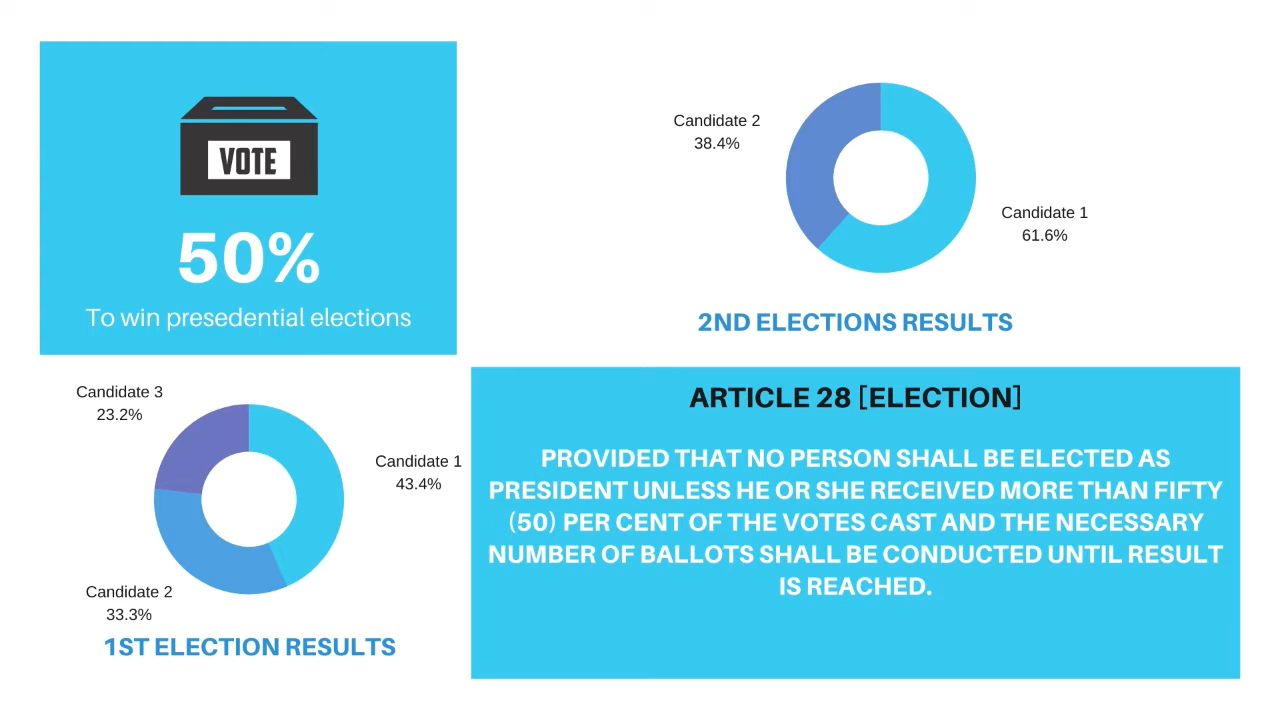 VOTE
50%
To win presedential elections
Candidate 2
38.4%
Candidate 1
61.6%
2ND ELECTIONS RESULTS
Candidate 3
23.2%
Candidate 1
43.4%
Candidate 2
33.3%
1ST ELECTION RESULTS
ARTICLE 28 [ELECTION]
PROVIDED THAT NO PERSON SHALL BE ELECTED AS
PRESIDENT UNLESS HE OR SHE RECEIVED MORE THAN FIFTY
(50) PER CENT OF THE VOTES CAST AND THE NECESSARY
NUMBER OF BALLOTS SHALL BE CONDUCTED UNTIL RESULT
IS REACHED.